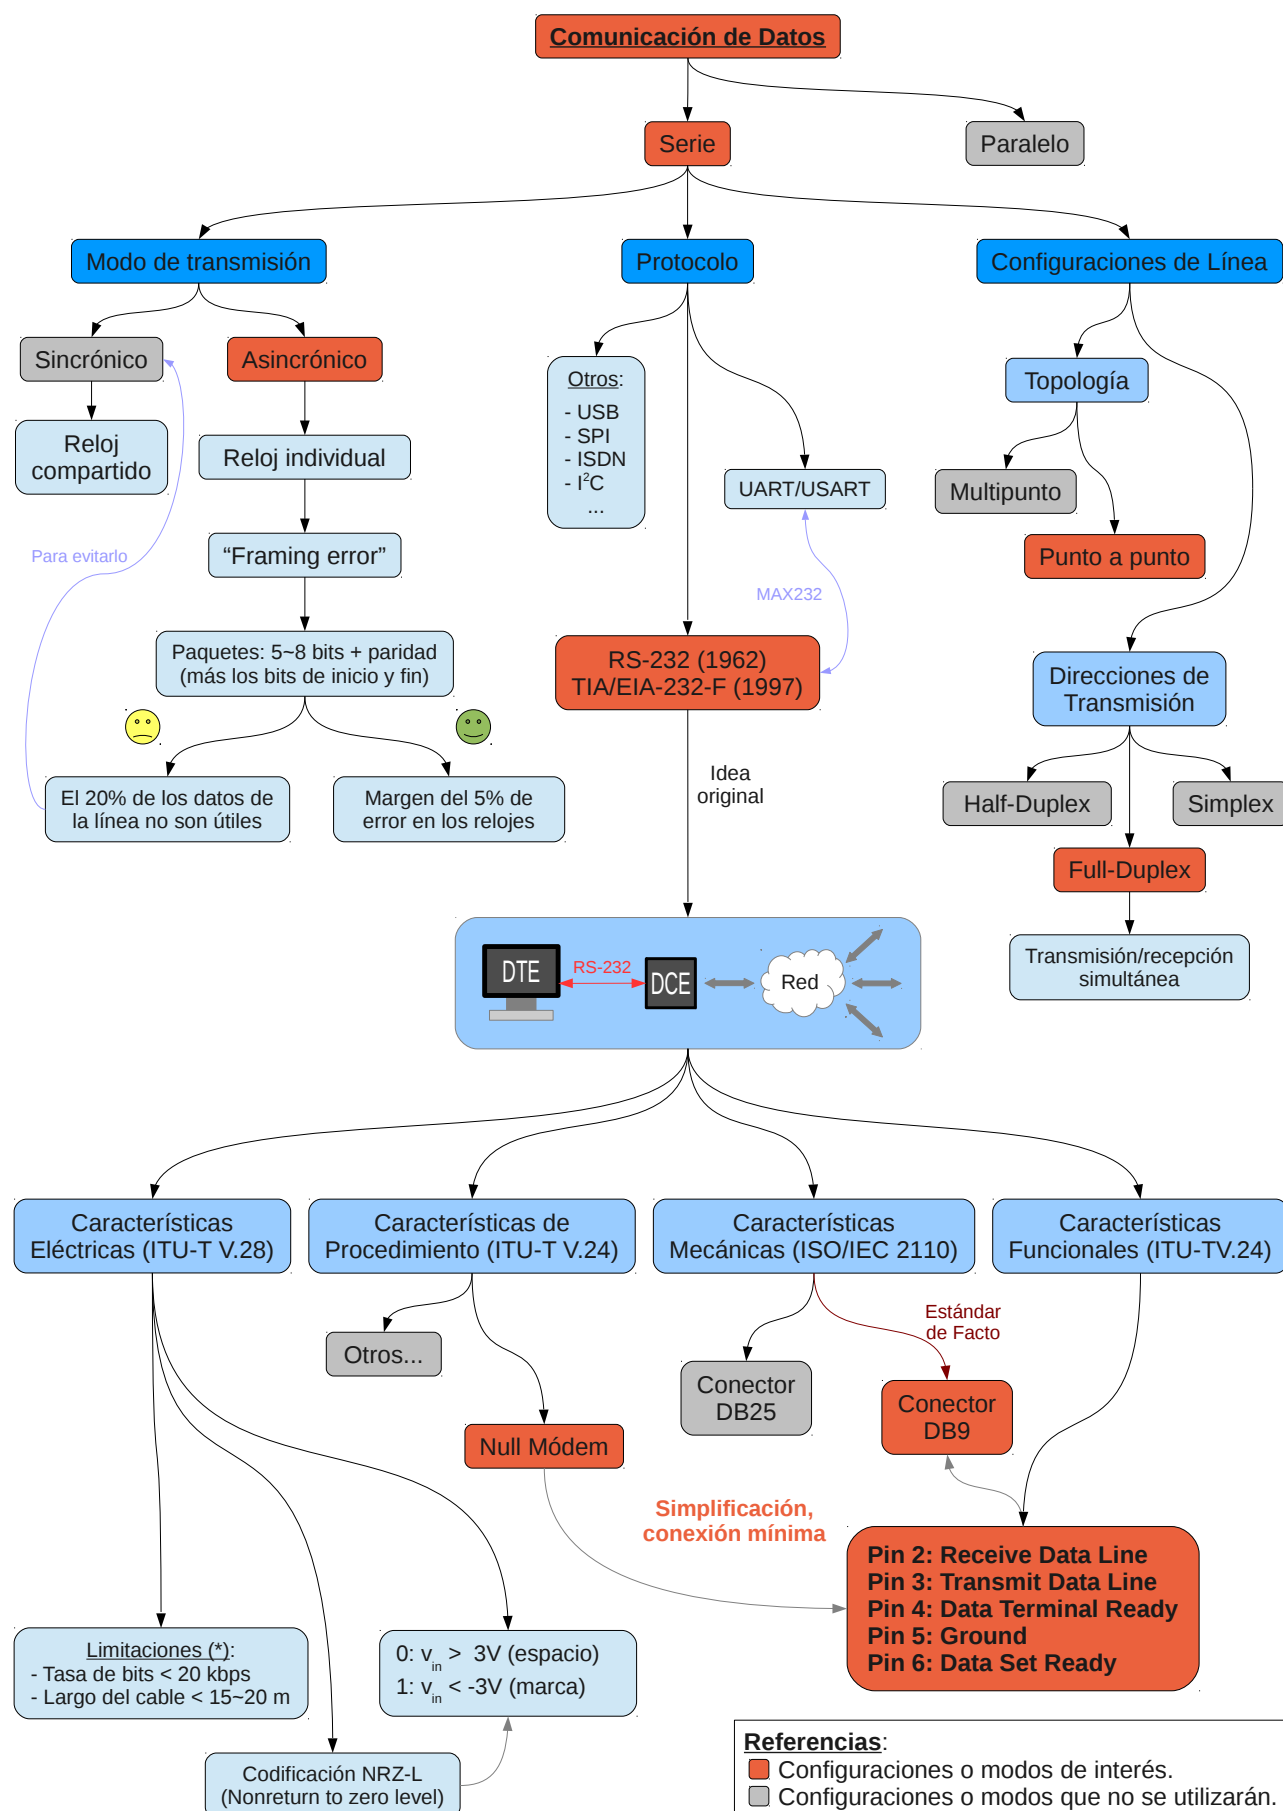 Comunicación de Datos
Serie
Paralelo
Modo de transmisión
Protocolo
Configuraciones de Línea
Sincrónico
Asincrónico
Reloj
compartido
Reloj individual
"Framing error"
Para evitarlo
Paquetes: 5~8 bits + paridad
(más los bits de inicio y fin)
El 20% de los datos de
la línea no son útiles
Margen del 5% de
error en los relojes
Otros:
- USB
- SPI
- ISDN
- I²C
...
UART/USART
MAX232
RS-232 (1962)
TIA/EIA-232-F (1997)
Idea
original
Topología
Multipunto
Punto a punto
Direcciones de
Transmisión
Half-Duplex
Simplex
Full-Duplex
Transmisión/recepción
simultánea
DTE
RS-232
DCE
Red
Características
Eléctricas (ITU-T V.28)
Características de
Procedimiento (ITU-T V.24)
Características
Mecánicas (ISO/IEC 2110)
Características
Funcionales (ITU-TV.24)
Otros...
Null Módem
Estándar
de Facto
Conector
DB25
Conector
DB9
Simplificación,
conexión mínima
Pin 2: Receive Data Line
Pin 3: Transmit Data Line
Pin 4: Data Terminal Ready
Pin 5: Ground
Pin 6: Data Set Ready
Limitaciones (*):
- Tasa de bits < 20 kbps
- Largo del cable < 15~20 m
0: v_in > 3V (espacio)
1: v_in < -3V (marca)
Codificación NRZ-L
(Nonreturn to zero level)
Referencias:
Configuraciones o modos de interés.
Configuraciones o modos que no se utilizarán.